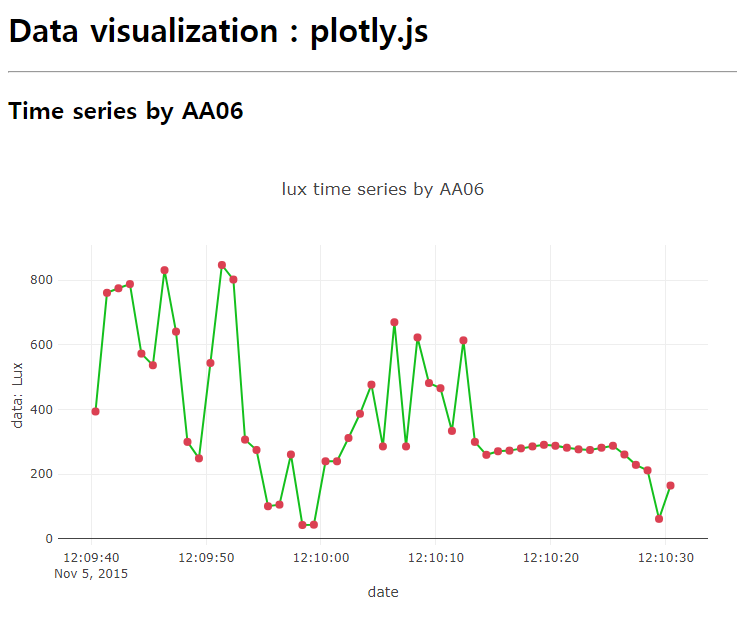 Data visualization : plotly.js
Time series by AA06
lux time series by AA06
800
600
400
200
0
data: Lux
12:09:40 12:09:50 12:10:00 12:10:10 12:10:20 12:10:30
Nov 5, 2015
date